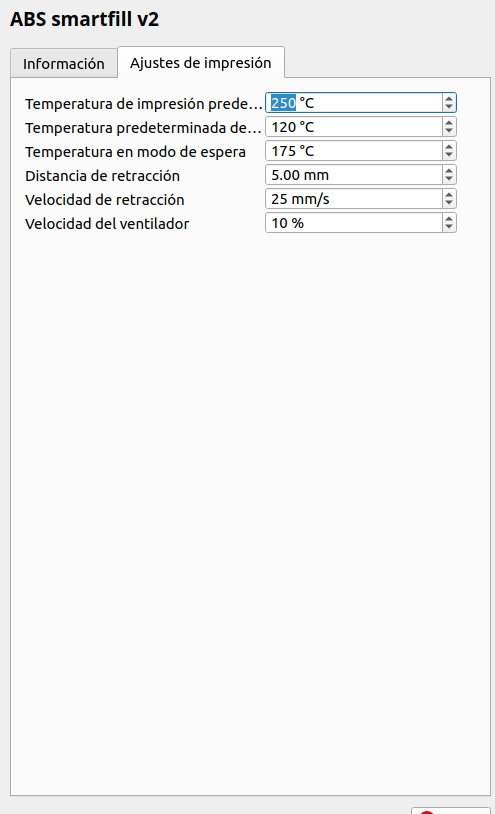 ABS smartfill v2
Información Ajustes de impresión
Temperatura de impresión prede... 250 °C
Temperatura predeterminada de... 120 °C
Temperatura en modo de espera 175 °C
Distancia de retracción 5.00 mm
Velocidad de retracción 25 mm/s
Velocidad del ventilador 10 %